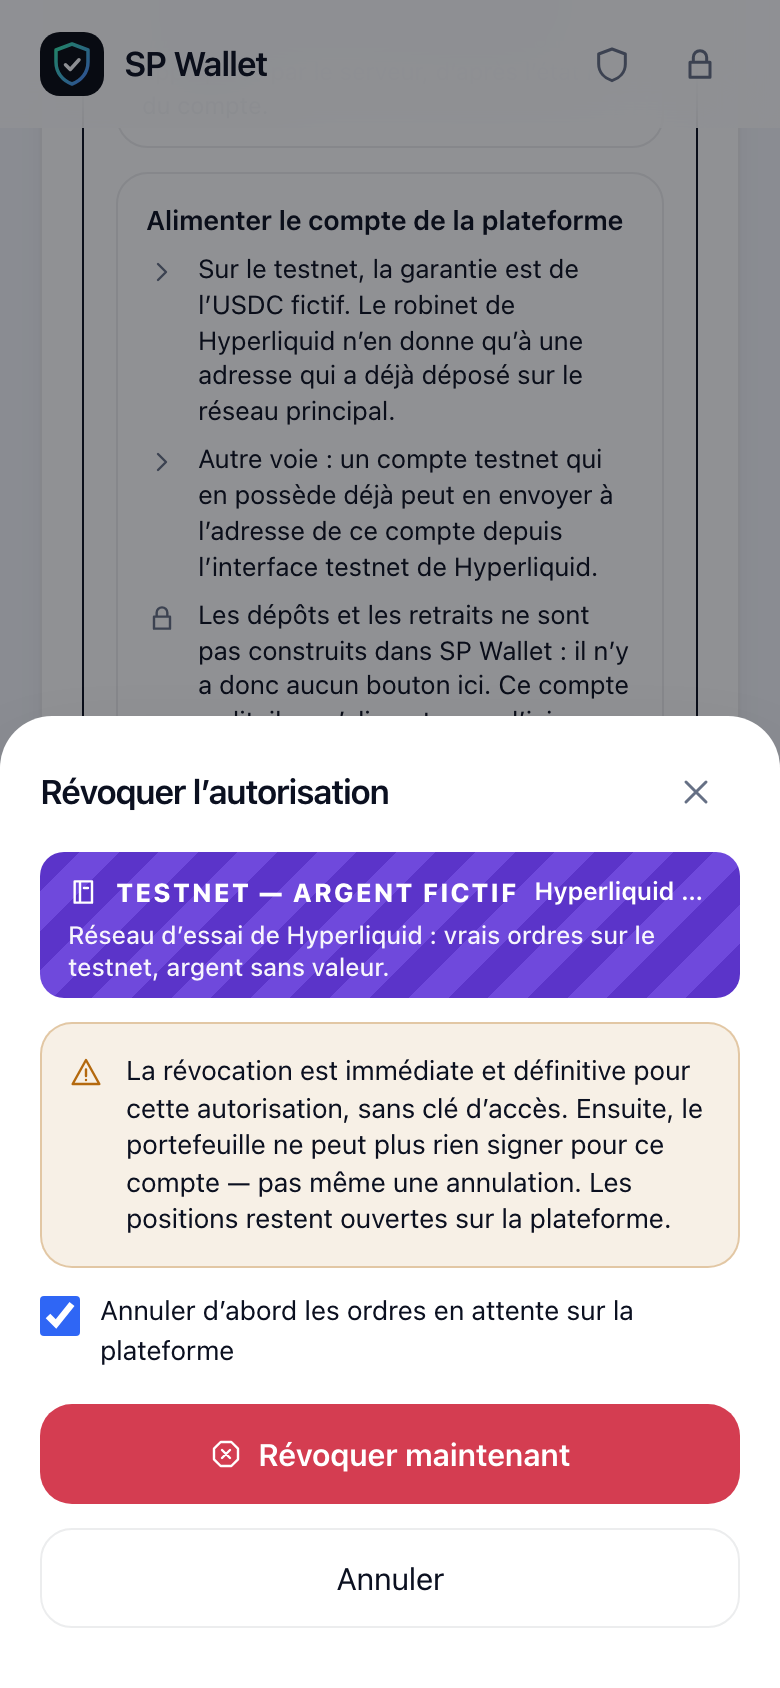 SP Wallet
du compte
Alimenter le compte de la plateforme
Sur le testnet, la garantie est de
l’USDC fictif. Le robinet de
Hyperliquid n’en donne qu’à une
adresse qui a déjà déposé sur le
réseau principal.
Autre voie : un compte testnet qui
en possède déjà peut en envoyer à
l’adresse de ce compte depuis
l’interface testnet de Hyperliquid.
Les dépôts et les retraits ne sont
pas construits dans SP Wallet : il n’y
a donc aucun bouton ici. Ce compte
Révoquer l’autorisation
TESTNET — ARGENT FICTIF Hyperliquid ...
Réseau d’essai de Hyperliquid : vrais ordres sur le
testnet, argent sans valeur.
La révocation est immédiate et définitive pour
cette autorisation, sans clé d’accès. Ensuite, le
portefeuille ne peut plus rien signer pour ce
compte — pas même une annulation. Les
positions restent ouvertes sur la plateforme.
Annuler d’abord les ordres en attente sur la
plateforme
Révoquer maintenant
Annuler